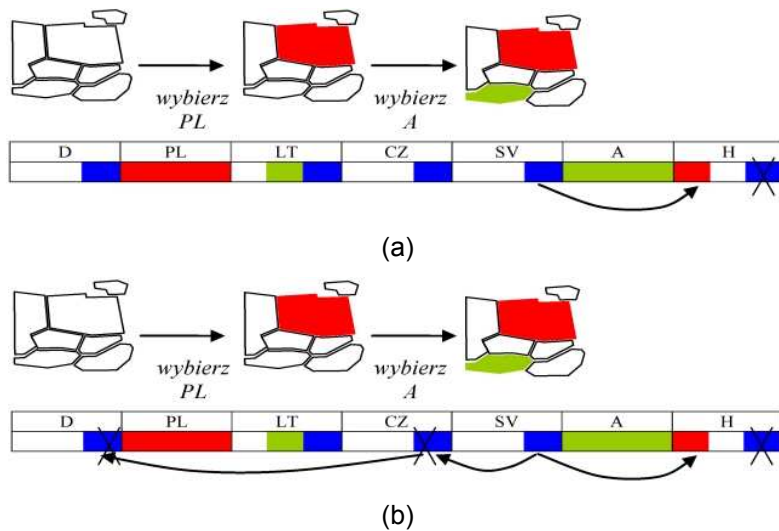 wybierz wybierz
PL A
D PL LT CZ SV A H
(a)
wybierz wybierz
PL A
D PL LT CZ SV A H
(b)